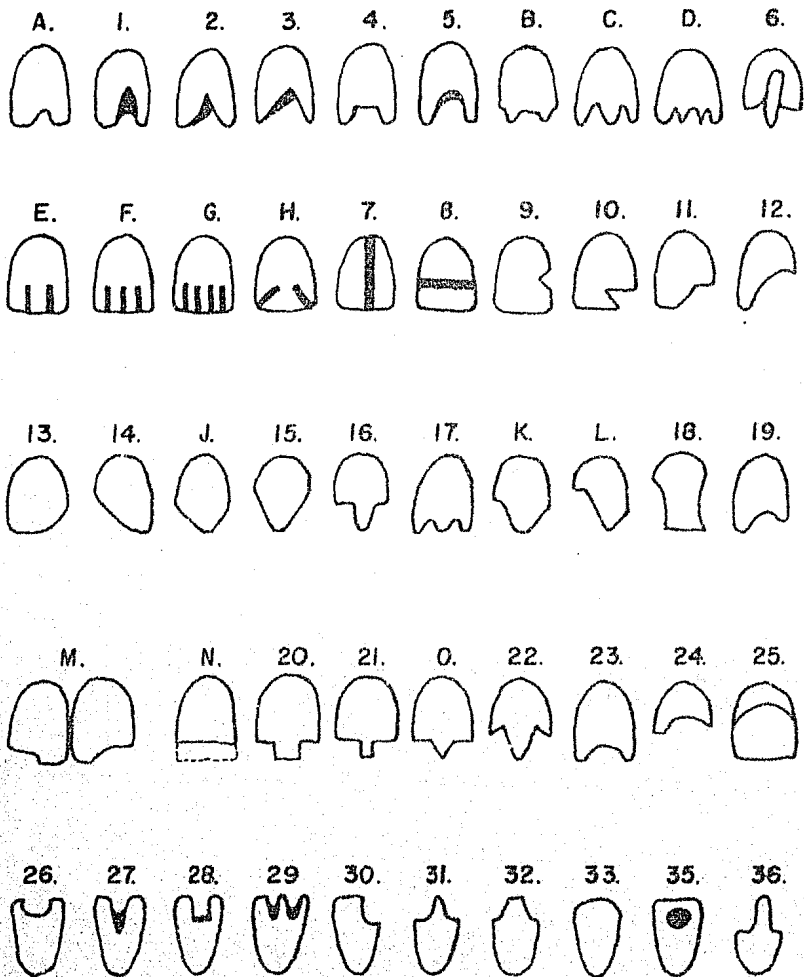 A. 1. 2. 3. 4. 5. B. C. D. 6.
E. F. G. H. 7. 8. 9. 10. 11. 12.
13. 14. J. 15. 16. 17. K. L. 18. 19.
M. N. 20. 21. O. 22. 23. 24. 25.
26. 27. 28. 29 30. 31. 32. 33. 35. 36.